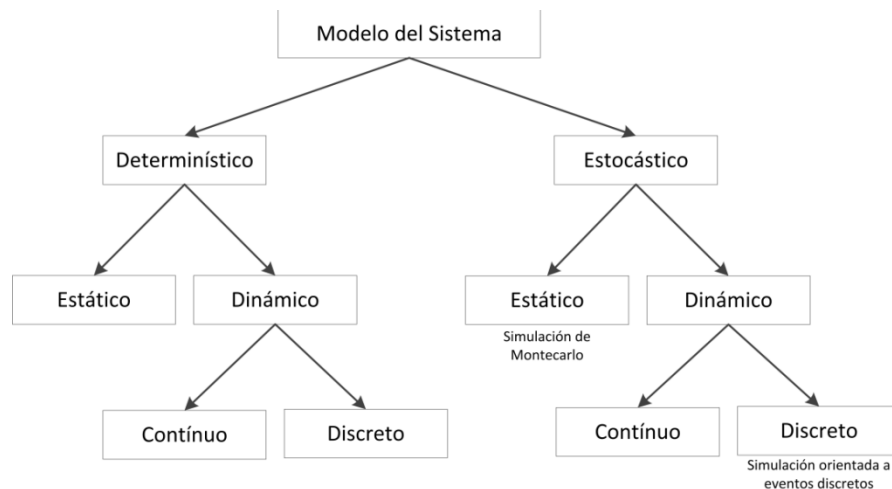 Modelo del Sistema
Determinístico
Estocástico
Estático
Dinámico
Estático
Dinámico
Simulación de
Montecarlo
Contínuo
Discreto
Contínuo
Discreto
Simulación orientada a
eventos discretos